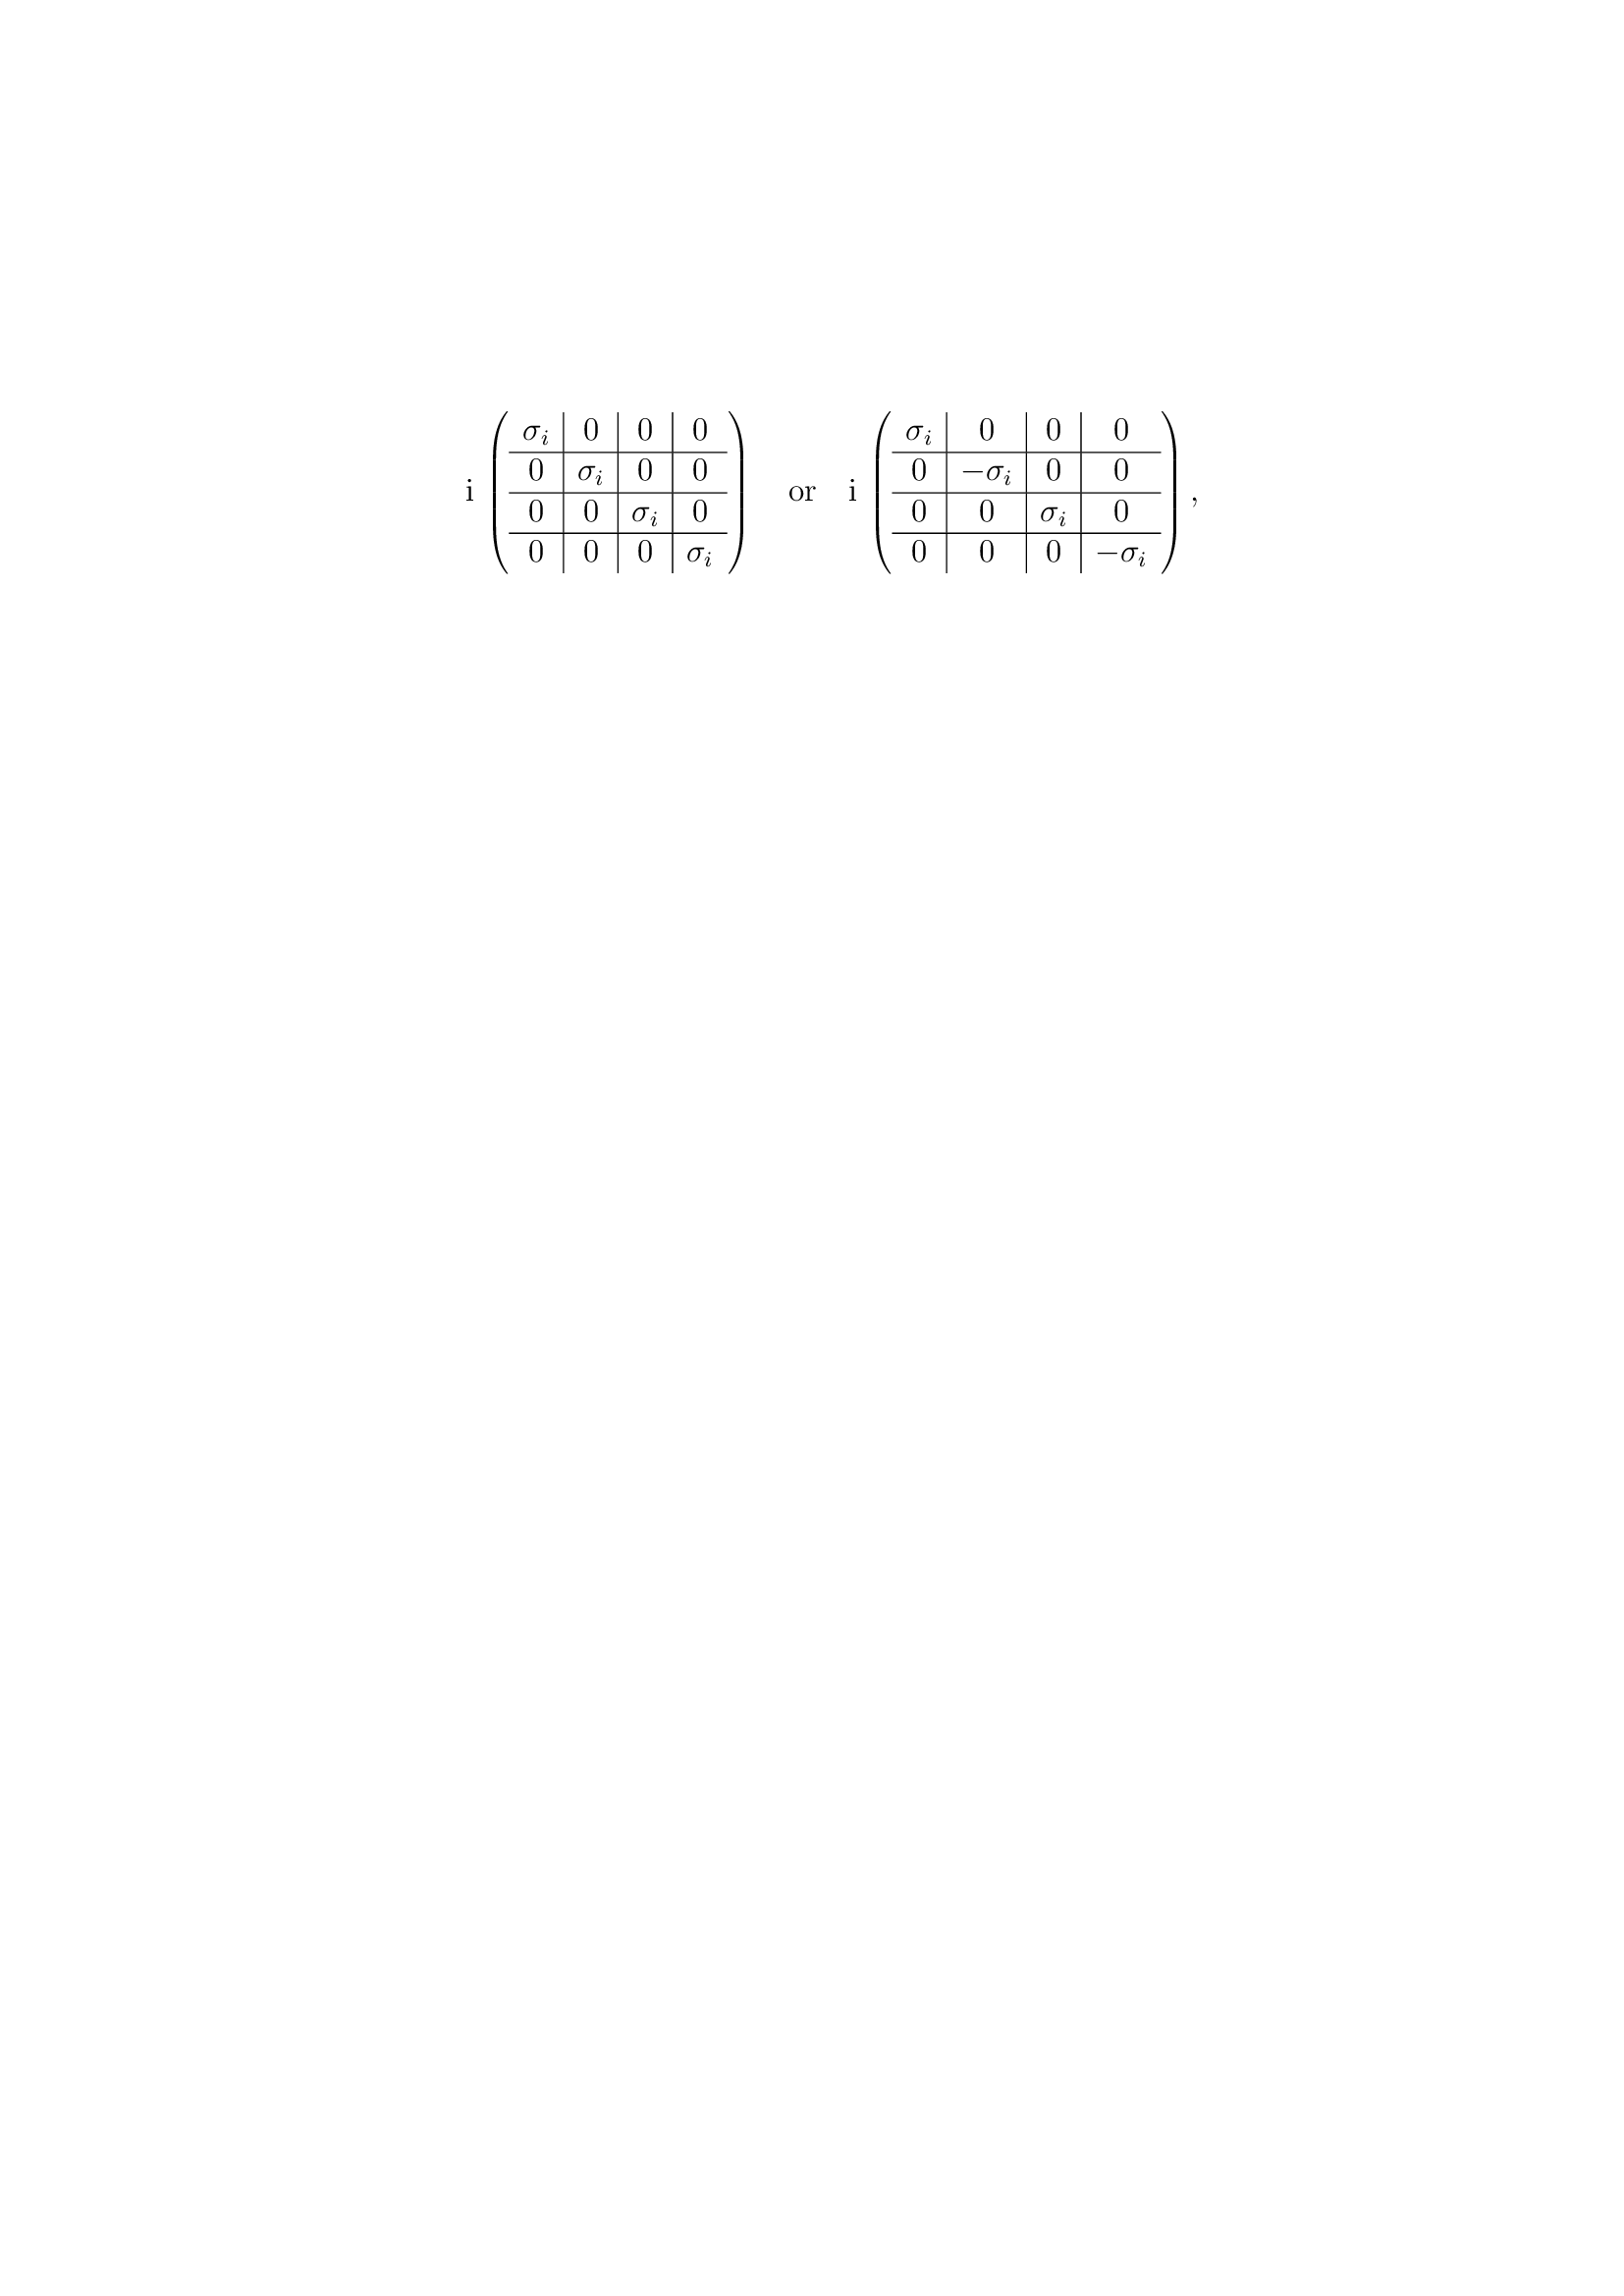 \mathrm{i} \left( \begin{array}{c|c|c|c} \sigma_i & 0 & 0 & 0 \\ \hline 0 & \sigma_i & 0 & 0 \\ \hline 0 & 0 & \sigma_i & 0 \\ \hline 0 & 0 & 0 & \sigma_i \end{array} \right) \quad \text{or} \quad \mathrm{i} \left( \begin{array}{c|c|c|c} \sigma_i & 0 & 0 & 0 \\ \hline 0 & -\sigma_i & 0 & 0 \\ \hline 0 & 0 & \sigma_i & 0 \\ \hline 0 & 0 & 0 & -\sigma_i \end{array} \right),